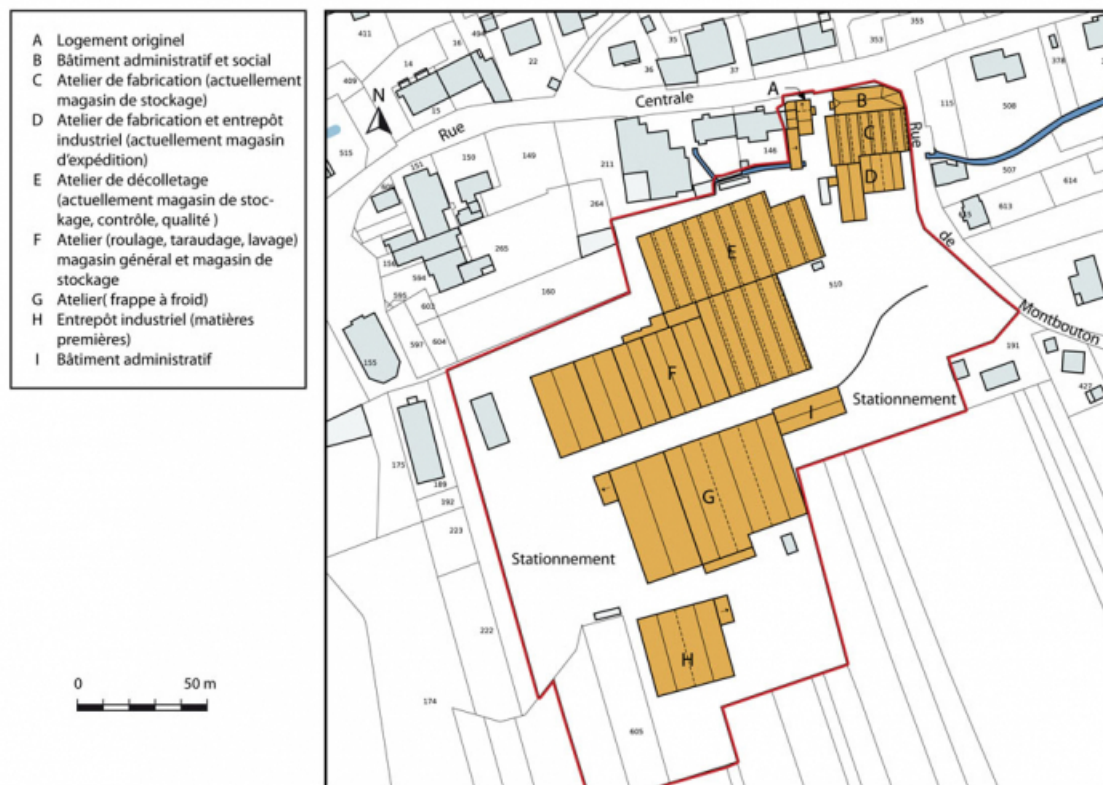 A Logement originel
B Bâtiment administratif et social
C Atelier de fabrication (actuellement
magasin de stockage)
D Atelier de fabrication et entrepôt
industriel (actuellement magasin
d'expédition)
E Atelier de décolletage
(actuellement magasin de stoc-
kage, contrôle, qualité )
F Atelier (roulage, taraudage, lavage)
magasin général et magasin de
stockage
G Atelier( frappe à froid)
H Entrepôt industriel (matières
premières)
I Bâtiment administratif
0 50 m
N
Rue
Centrale
Rue
de
Montbouton
A
B
C
D
E
F
G
H
I
Stationnement
Stationnement
411
16
22
35
355
353
14
409
15
36
37
378
515
115
508
151
150
149
211
146
507
614
613
264
265
594
595
160
510
603
597
604
155
191
427
175
189
192
223
222
174
605